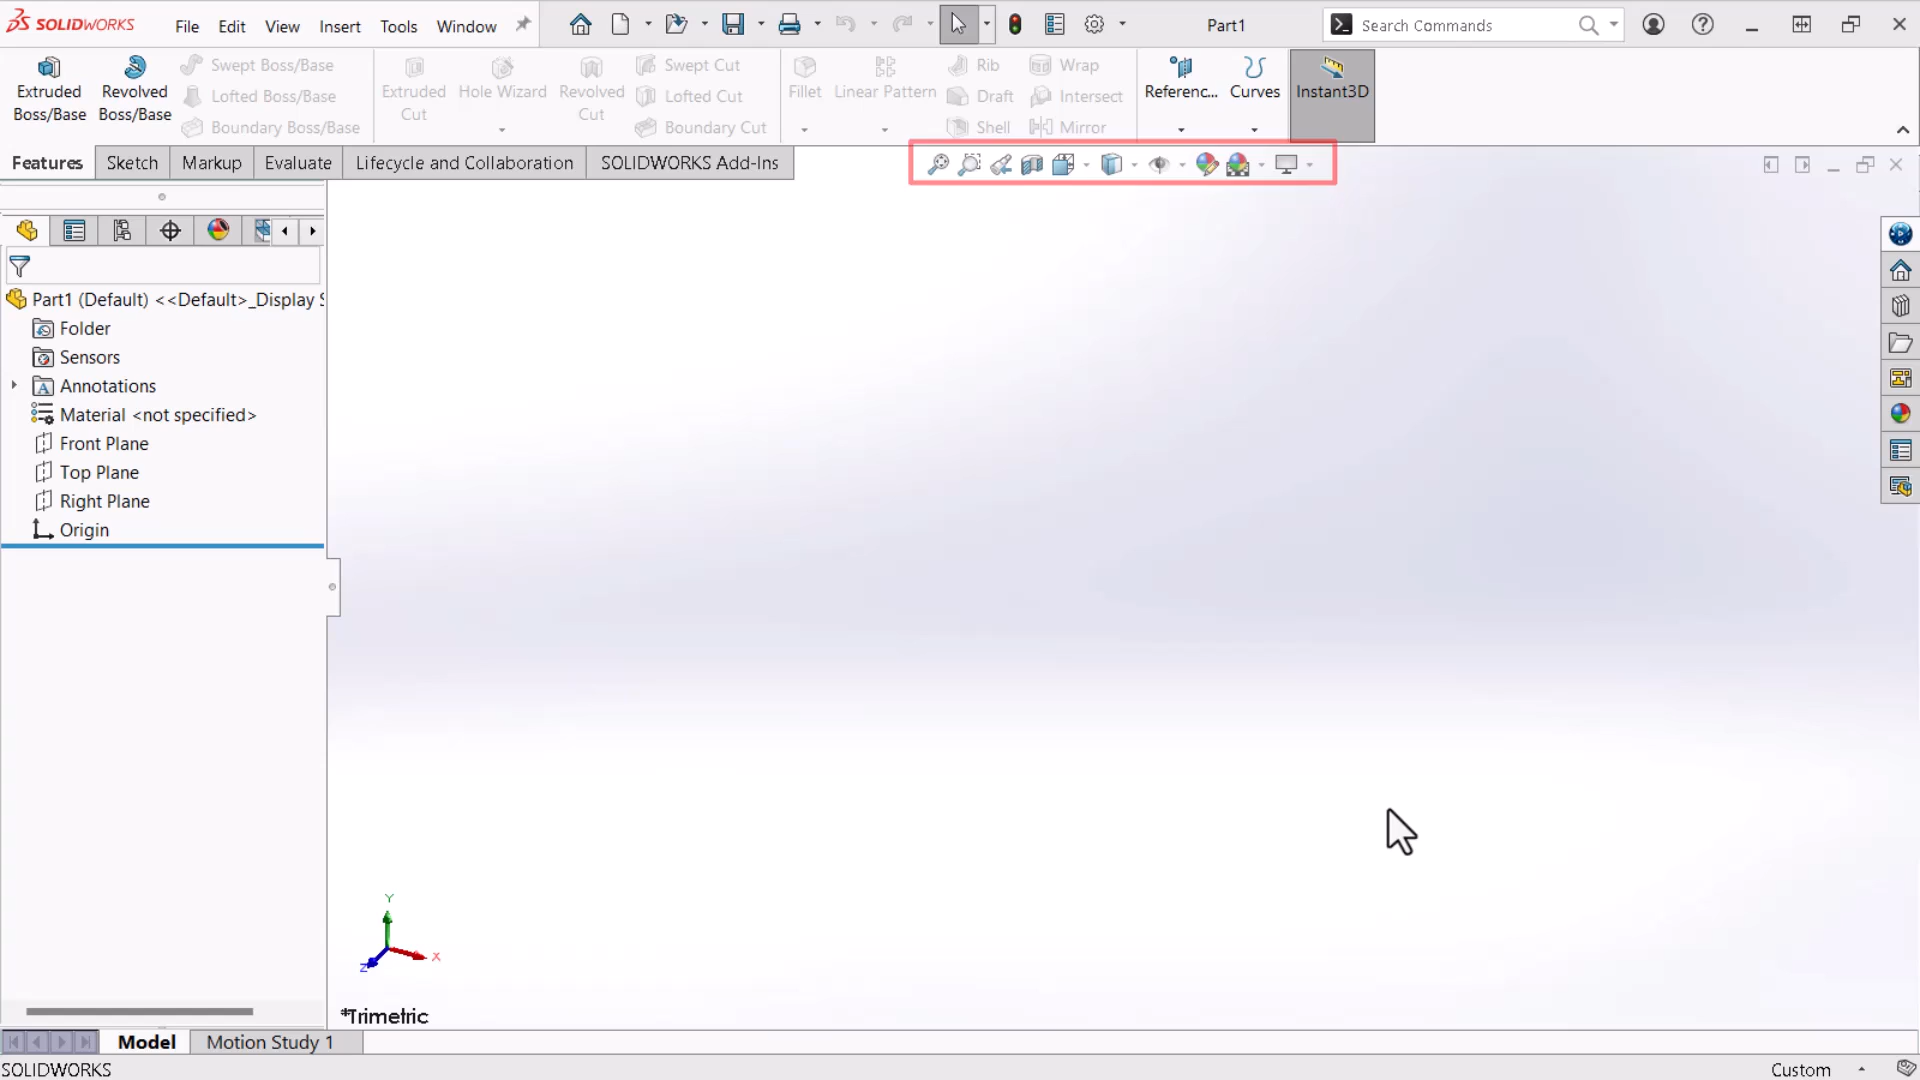 SOLIDWORKS File Edit View Insert Tools Window Part1 Search Commands
Extruded Boss/Base
Revolved Boss/Base
Swept Boss/Base
Lofted Boss/Base
Boundary Boss/Base
Extruded Cut
Hole Wizard
Revolved Cut
Swept Cut
Lofted Cut
Boundary Cut
Fillet
Linear Pattern
Rib
Draft
Shell
Wrap
Intersect
Mirror
Referenc...
Curves
Instant3D
Features Sketch Markup Evaluate Lifecycle and Collaboration SOLIDWORKS Add-Ins
Part1 (Default) <<Default>_Display S
Folder
Sensors
Annotations
Material <not specified>
Front Plane
Top Plane
Right Plane
Origin
Y
X
Z
*Trimetric
Model Motion Study 1
SOLIDWORKS Custom